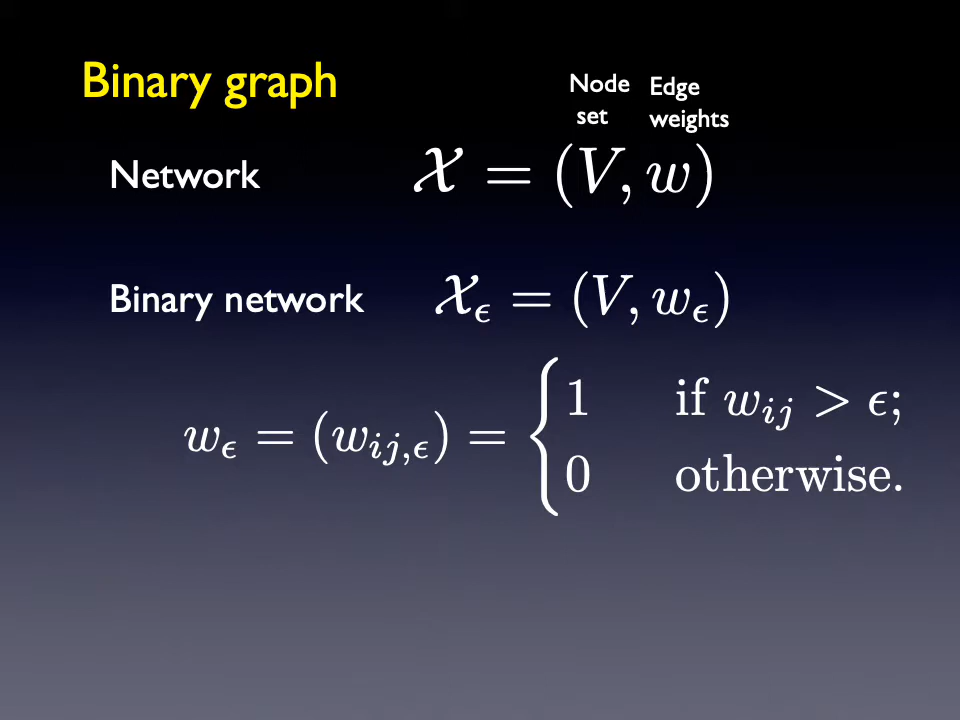 Binary graph
Node set
Edge weights
Network
𝒳 = (V, w)
Binary network
𝒳_ϵ = (V, w_ϵ)
w_ϵ = (w_{ij,ϵ}) = { 1 if w_{ij} > ϵ;
0 otherwise.